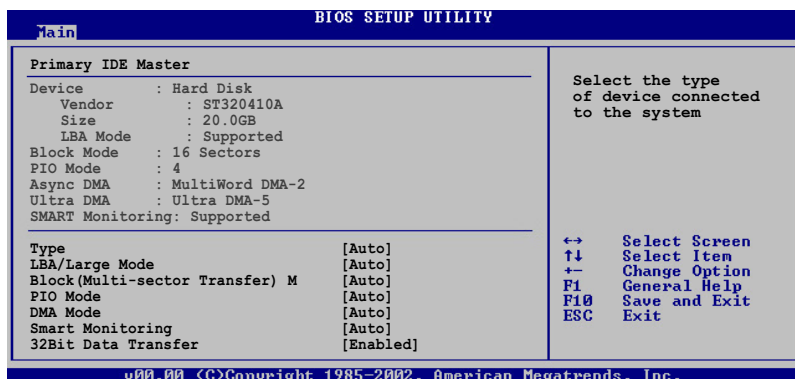 BIOS SETUP UTILITY
Main
Primary IDE Master
Device : Hard Disk
Vendor : ST320410A
Size : 20.0GB
LBA Mode : Supported
Block Mode : 16 Sectors
PIO Mode : 4
Async DMA : MultiWord DMA-2
Ultra DMA : Ultra DMA-5
SMART Monitoring: Supported
Type [Auto]
LBA/Large Mode [Auto]
Block(Multi-sector Transfer) M [Auto]
PIO Mode [Auto]
DMA Mode [Auto]
Smart Monitoring [Auto]
32Bit Data Transfer [Enabled]
Select the type
of device connected
to the system
←→ Select Screen
↑↓ Select Item
+- Change Option
F1 General Help
F10 Save and Exit
ESC Exit
v00.00 (C)Copyright 1985-2002, American Megatrends, Inc.